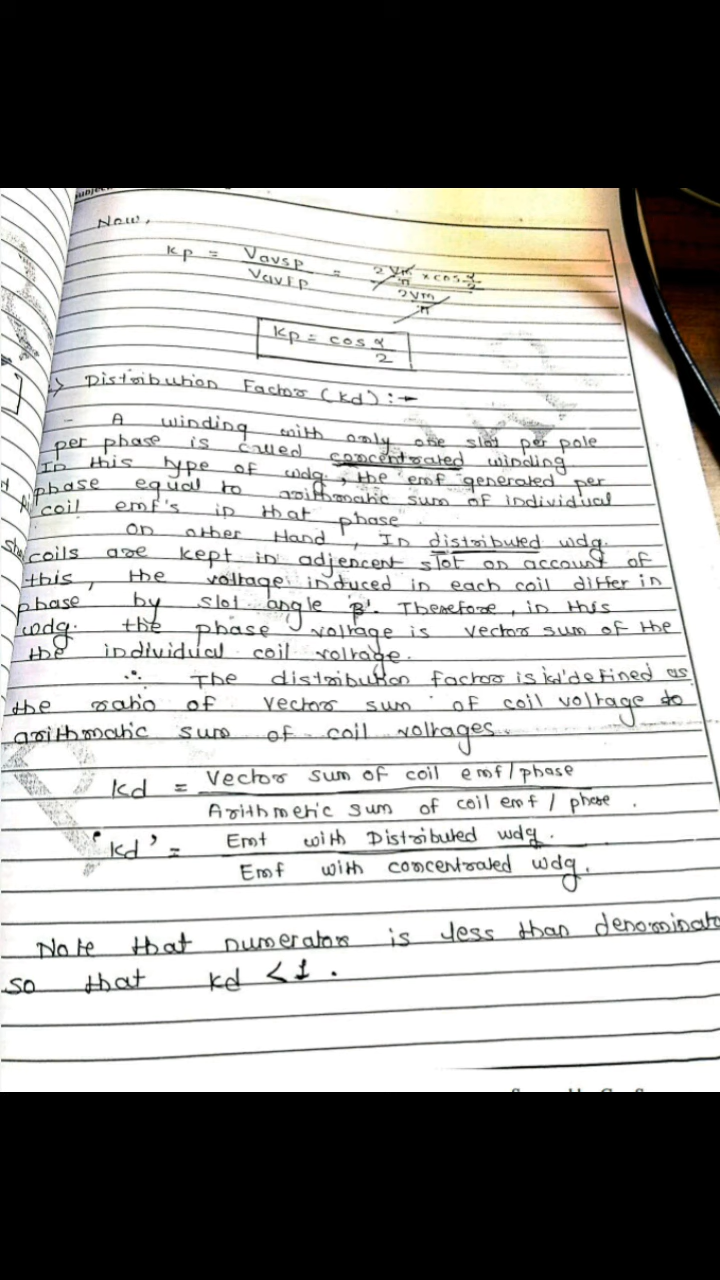 Now,
kp = Vavsp / Vavfp = 2Vm/π x cos α/2 / 2Vm/π
kp = cos α/2
> Distribution Factor (kd) :-
- A winding with only one slot per pole
per phase is called concentrated winding
In this type of wdg, the emf generated per
phase equal to arithmatic sum of individual
coil emf's in that phase.
On other Hand, In distributed wdg.
coils are kept in adjencent slot on account of
this, the voltage induced in each coil differ in
phase by slot angle 'β'. Therefore, in this
wdg. the phase voltage is vector sum of the
the individual coil voltage.
∴ The distribution factor is kd' defined as
the ratio of vector sum of coil voltage to
arithmatic sum of coil voltages.
kd = Vector sum of coil emf/phase
Arithmetic sum of coil emf / phase.
'kd' = Emf with Distributed wdg.
Emf with concentrated wdg.
Note that numerator is less than denominato
so that kd <1.